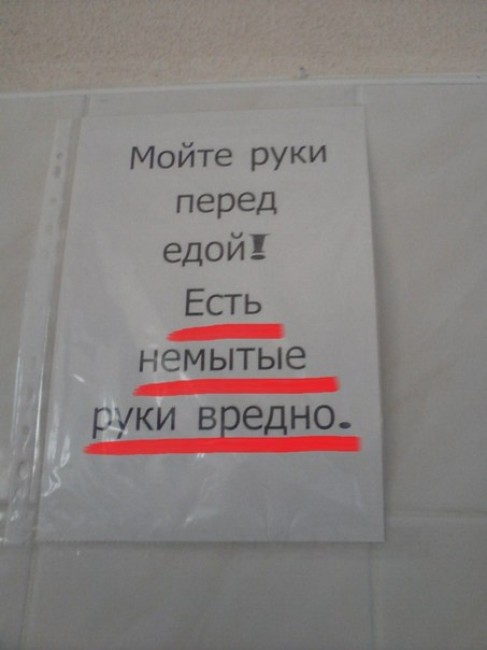 Мойте руки
перед
едой!
Есть
немытые
руки вредно.